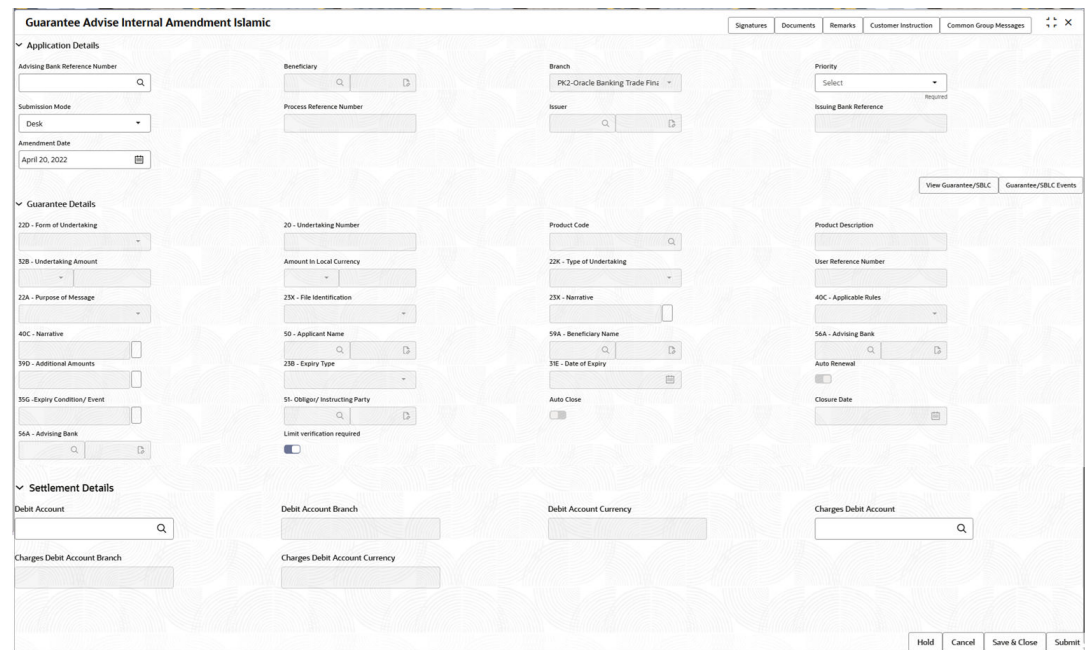 Guarantee Advise Internal Amendment Islamic
Signatures Documents Remarks Customer Instruction Common Group Messages
Application Details
Advising Bank Reference Number Beneficiary Branch Priority
PK2-Oracle Banking Trade Fina Select
Required
Submission Mode Process Reference Number Issuer Issuing Bank Reference
Desk
Amendment Date
April 20, 2022
View Guarantee/SBLC Guarantee/SBLC Events
Guarantee Details
22D - Form of Undertaking 20 - Undertaking Number Product Code Product Description
32B - Undertaking Amount Amount In Local Currency 22K - Type of Undertaking User Reference Number
22A - Purpose of Message 23X - File Identification 23X - Narrative 40C - Applicable Rules
40C - Narrative 50 - Applicant Name 59A - Beneficiary Name 56A - Advising Bank
39D - Additional Amounts 23B - Expiry Type 31E - Date of Expiry Auto Renewal
35G -Expiry Condition/ Event 51- Obligor/ Instructing Party Auto Close Closure Date
56A - Advising Bank Limit verification required
Settlement Details
Debit Account Debit Account Branch Debit Account Currency Charges Debit Account
Charges Debit Account Branch Charges Debit Account Currency
Hold Cancel Save & Close Submit